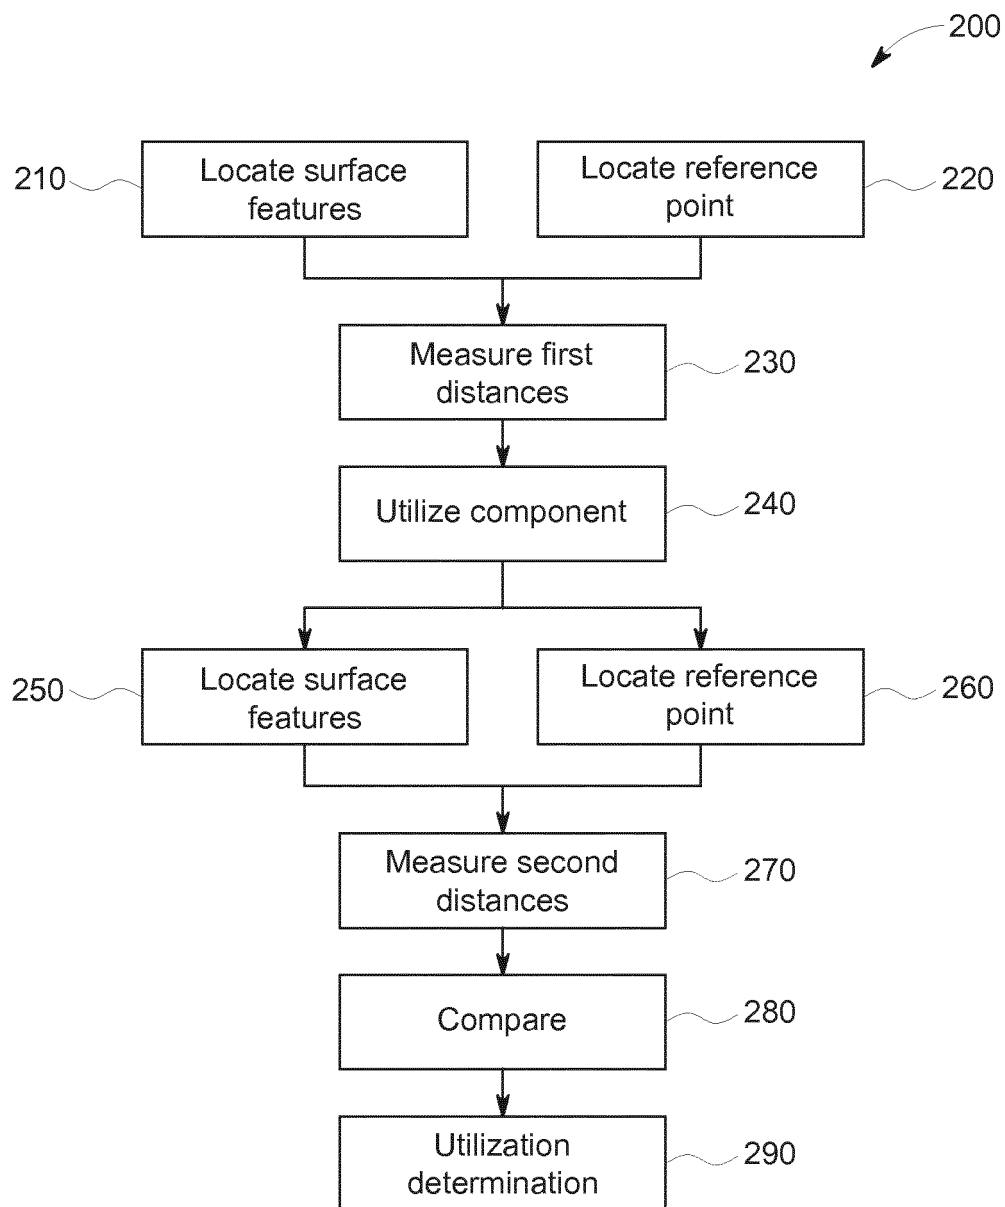 200
210
Locate surface
features
Locate reference
point
220
Measure first
distances
230
Utilize component
240
250
Locate surface
features
Locate reference
point
260
Measure second
distances
270
Compare
280
Utilization
determination
290